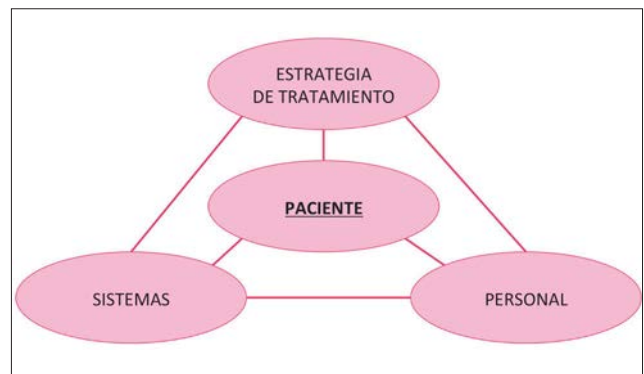 ESTRATEGIA
DE TRATAMIENTO
PACIENTE
SISTEMAS
PERSONAL